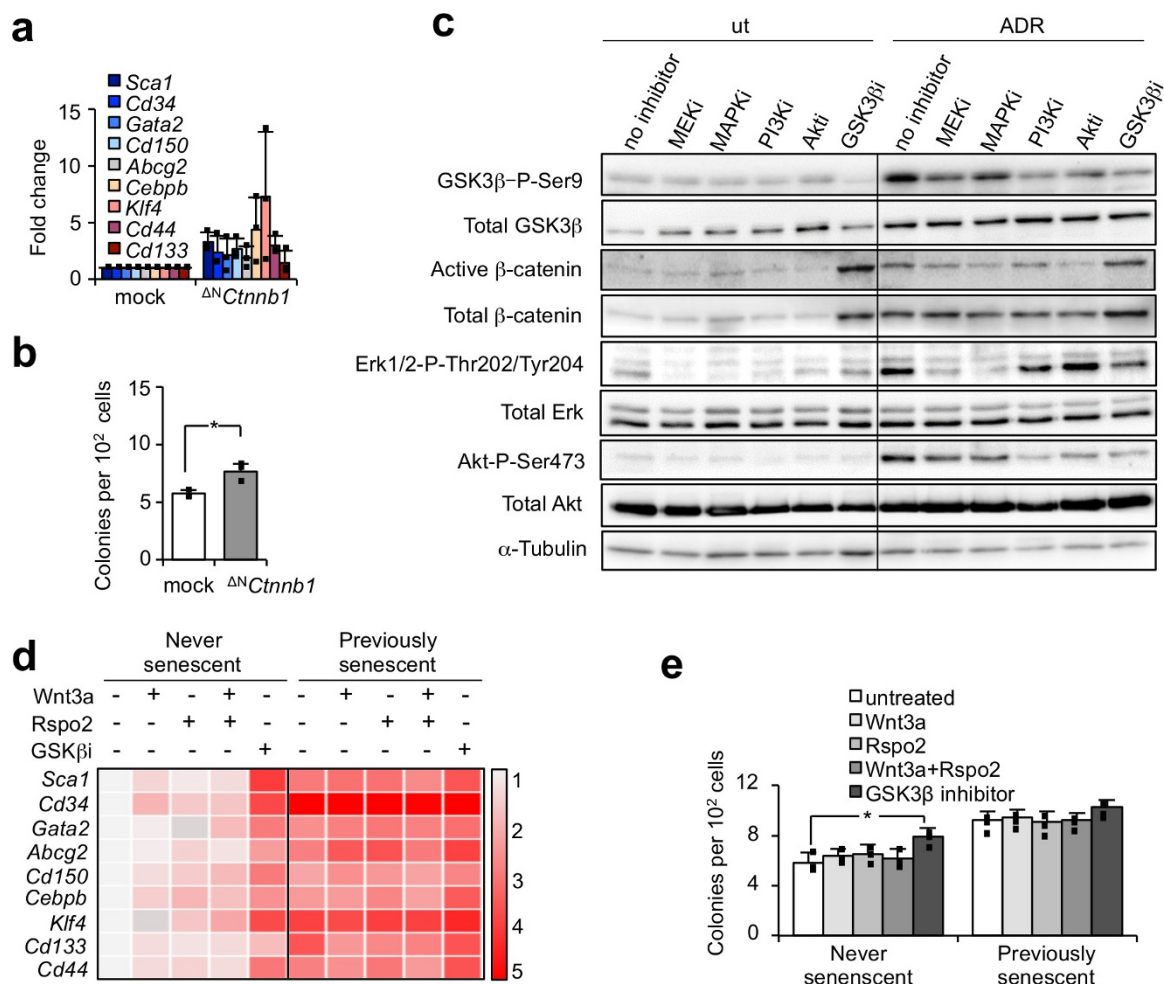 a
Sca1
Cd34
Gata2
Cd150
Abcg2
Cebpb
Klf4
Cd44
Cd133
15
10
5
0
Fold change
mock
ΔNCtnnb1
b
15
10
5
0
Colonies per 10² cells
*
mock
ΔNCtnnb1
c
ut
ADR
no inhibitor
MEKi
MAPKi
PI3Ki
Akti
GSK3βi
no inhibitor
MEKi
MAPKi
PI3Ki
Akti
GSK3βi
GSK3β–P-Ser9
Total GSK3β
Active β-catenin
Total β-catenin
Erk1/2-P-Thr202/Tyr204
Total Erk
Akt-P-Ser473
Total Akt
α-Tubulin
d
Never senescent
Previously senescent
Wnt3a - + - + - - + - + -
Rspo2 - - + + - - - + + -
GSKβi - - - - + - - - - +
Sca1
Cd34
Gata2
Abcg2
Cd150
Cebpb
Klf4
Cd133
Cd44
1
2
3
4
5
e
untreated
Wnt3a
Rspo2
Wnt3a+Rspo2
GSK3β inhibitor
12
8
4
0
Colonies per 10² cells
*
Never
senenscent
Previously
senescent